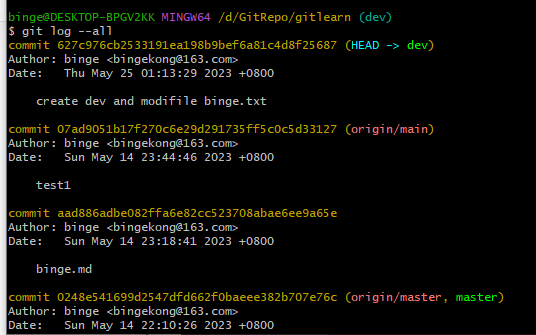 binge@DESKTOP-BPGV2KK MINGW64 /d/GitRepo/gitlearn (dev)
$ git log --all
commit 627c976cb2533191ea198b9bef6a81c4d8f25687 (HEAD -> dev)
Author: binge <bingekong@163.com>
Date:   Thu May 25 01:13:29 2023 +0800
    create dev and modifile binge.txt
commit 07ad9051b17f270c6e29d291735ff5c0c5d33127 (origin/main)
Author: binge <bingekong@163.com>
Date:   Sun May 14 23:44:46 2023 +0800
    test1
commit aad886adbe082ffa6e82cc523708abae6ee9a65e
Author: binge <bingekong@163.com>
Date:   Sun May 14 23:18:41 2023 +0800
    binge.md
commit 0248e541699d2547dfd662f0baeee382b707e76c (origin/master, master)
Author: binge <bingekong@163.com>
Date:   Sun May 14 22:10:26 2023 +0800